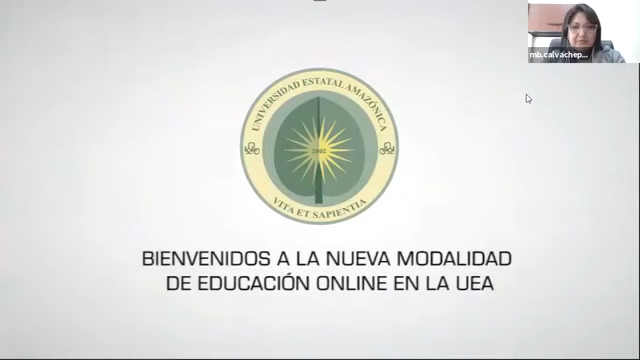 mb.calvachep...
UNIVERSIDAD ESTATAL AMAZÓNICA
2002
VITA ET SAPIENTIA
BIENVENIDOS A LA NUEVA MODALIDAD
DE EDUCACIÓN ONLINE EN LA UEA